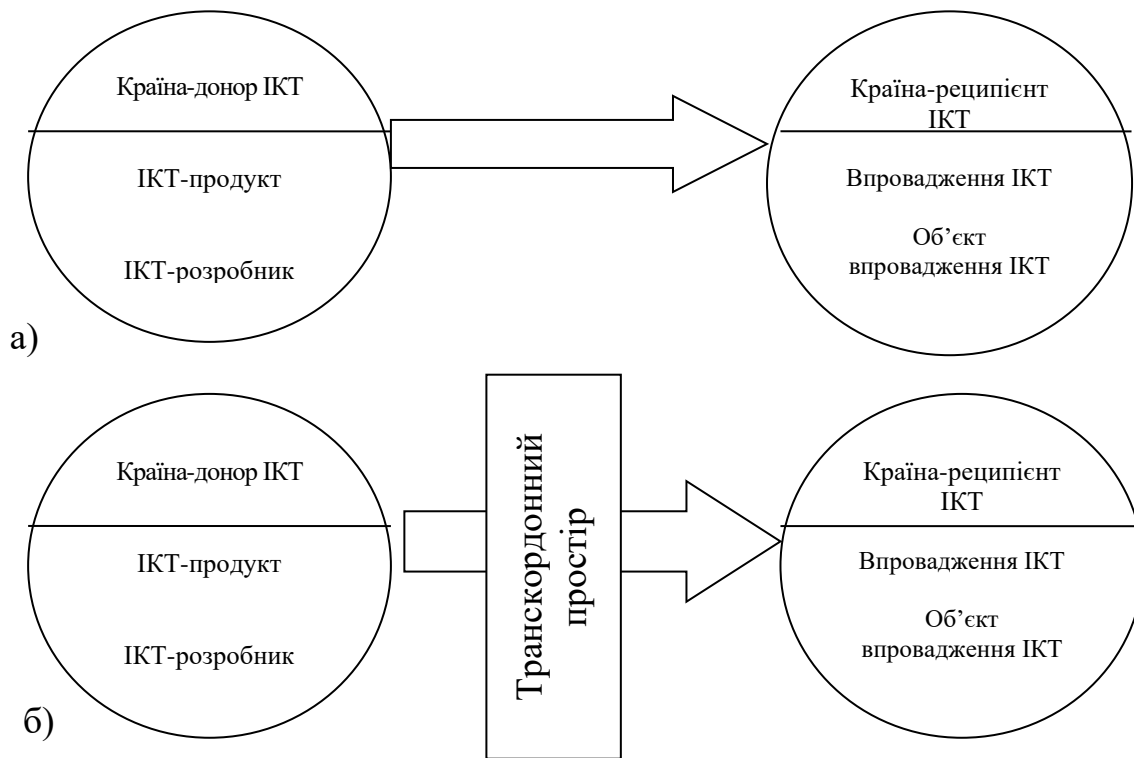 Країна-донор ІКТ
ІКТ-продукт
ІКТ-розробник
Країна-реципієнт
ІКТ
Впровадження ІКТ
Об’єкт
впровадження ІКТ
а)
Країна-донор ІКТ
ІКТ-продукт
ІКТ-розробник
Транскордонний
простір
Країна-реципієнт
ІКТ
Впровадження ІКТ
Об’єкт
впровадження ІКТ
б)